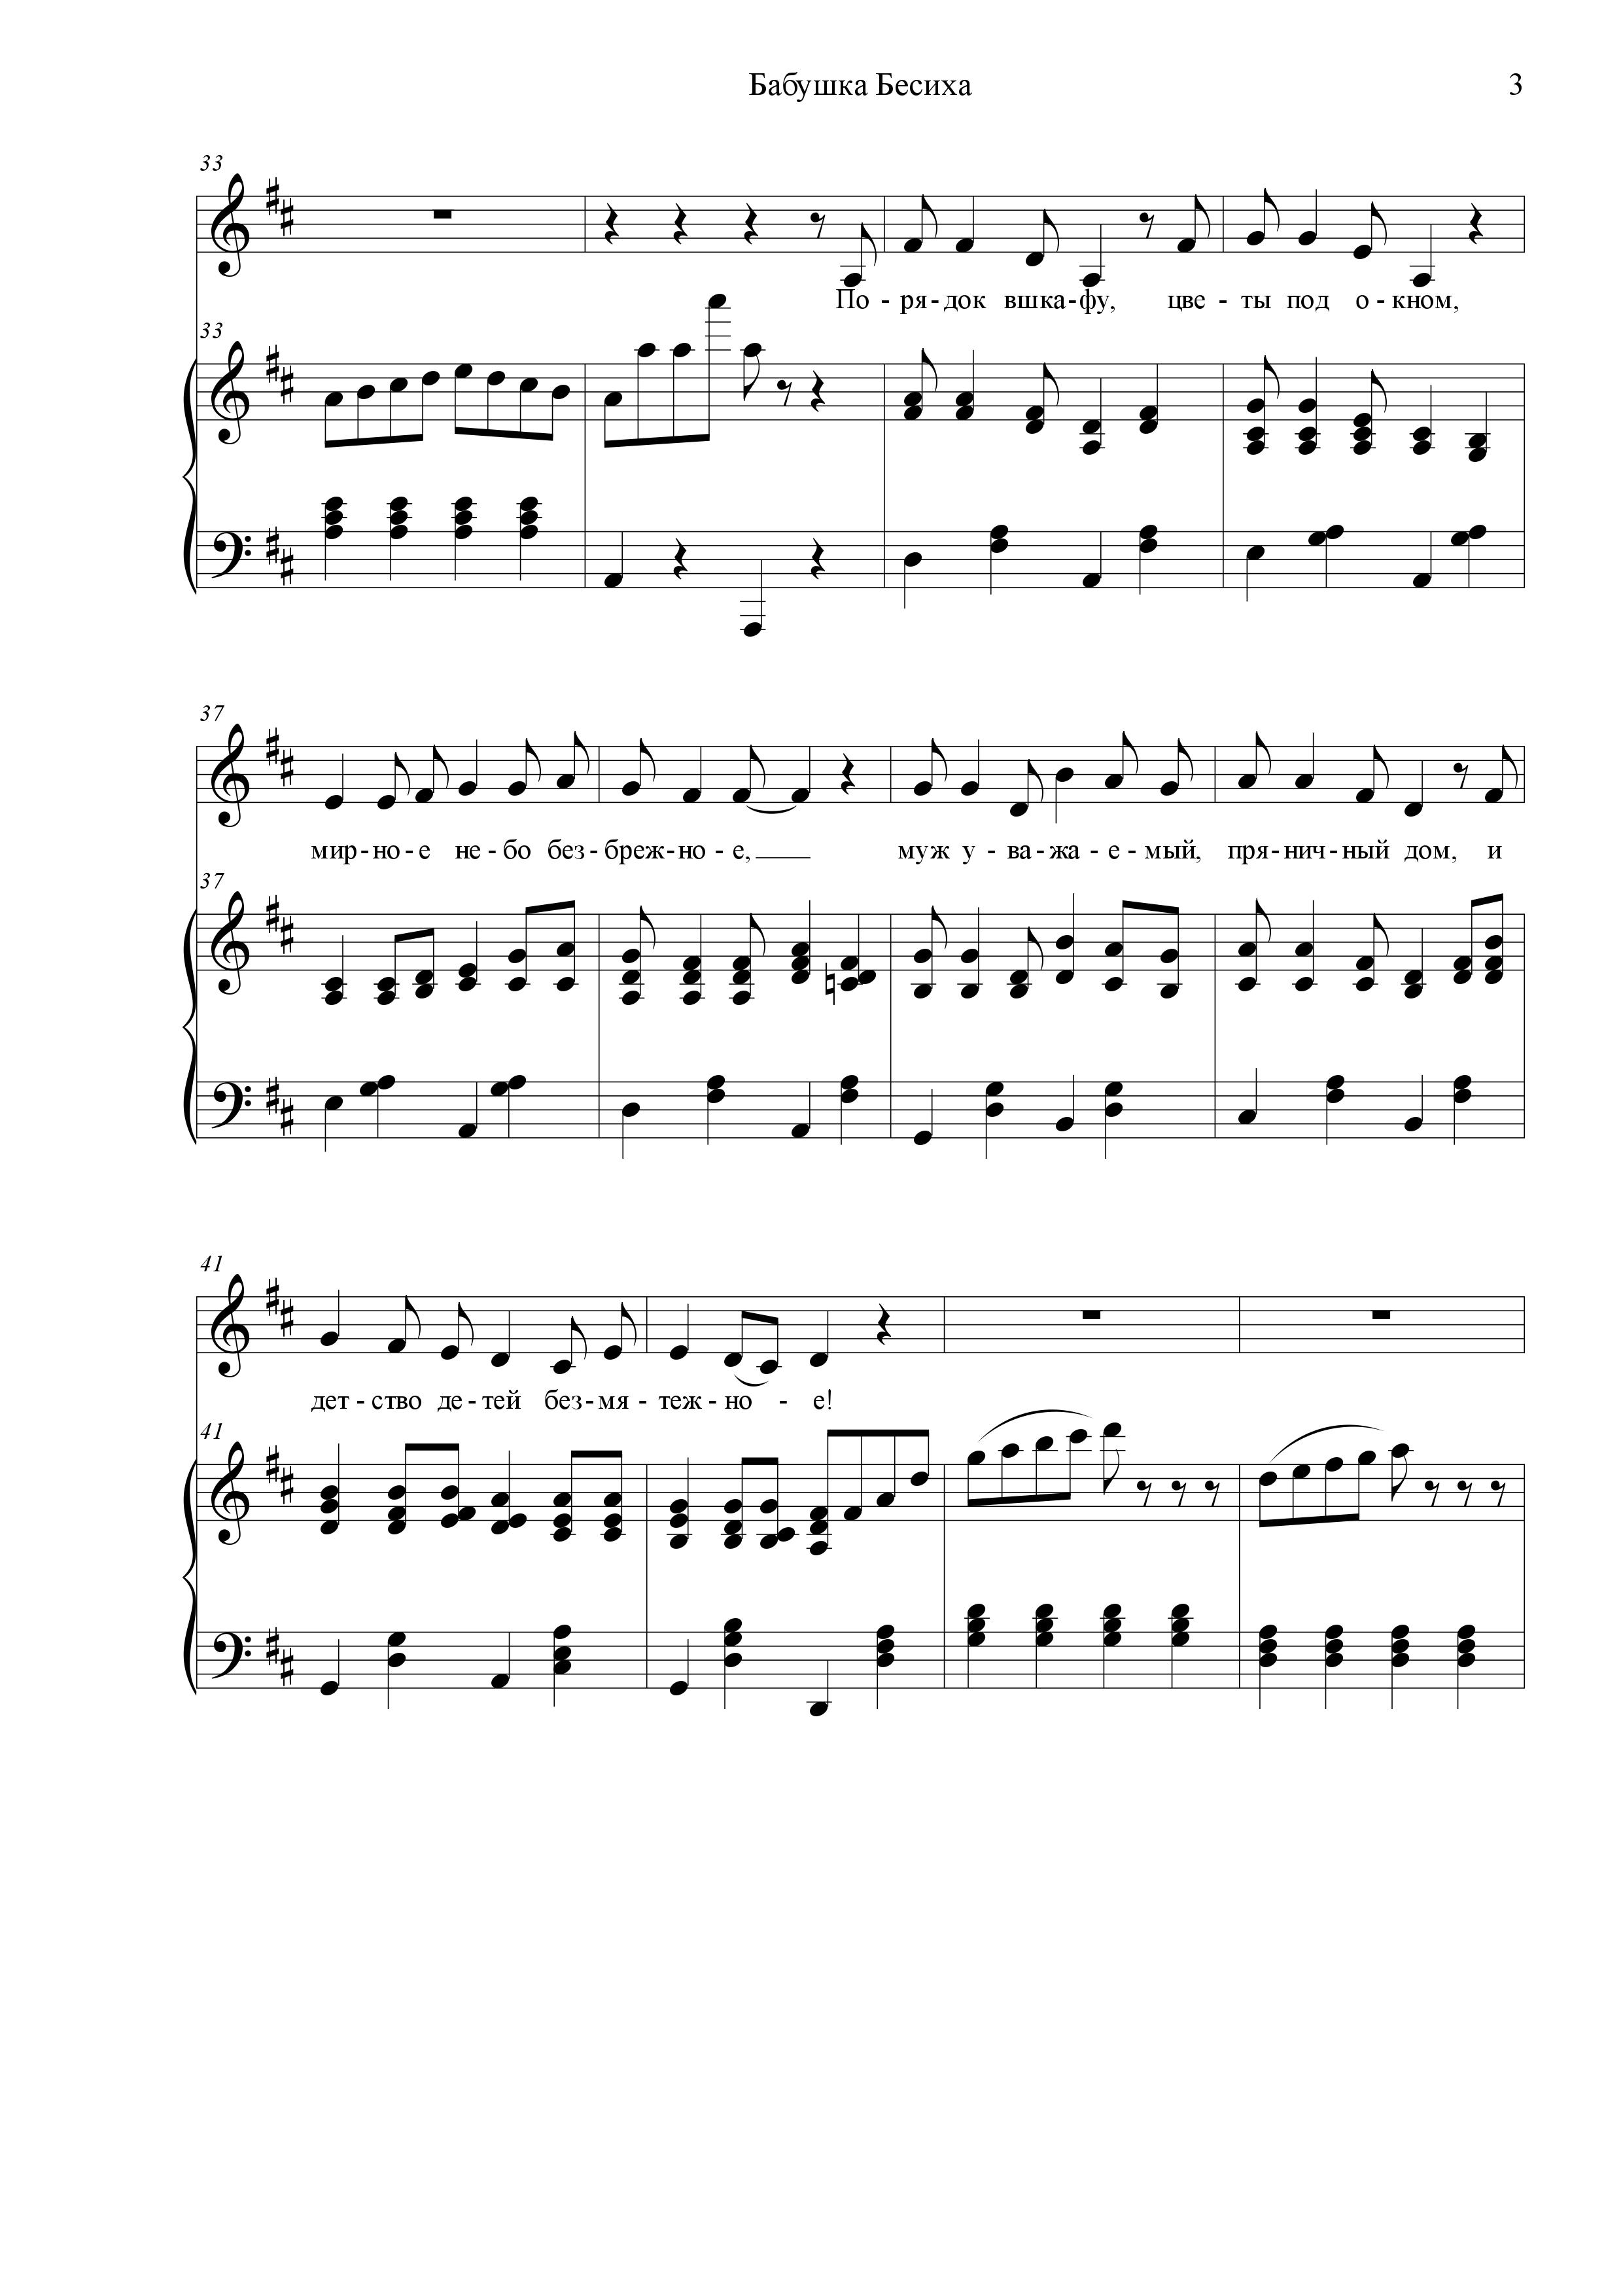 Бабушка Бесиха 3
33
По - ря - док вшка - фу, цве - ты под о - кном,
33
37
мир - но - е не - бо без - бреж - но - е,
муж у - ва - жа - е - мый, пря - нич - ный дом, и
37
41
дет - ство де - тей без - мя - теж - но - е!
41